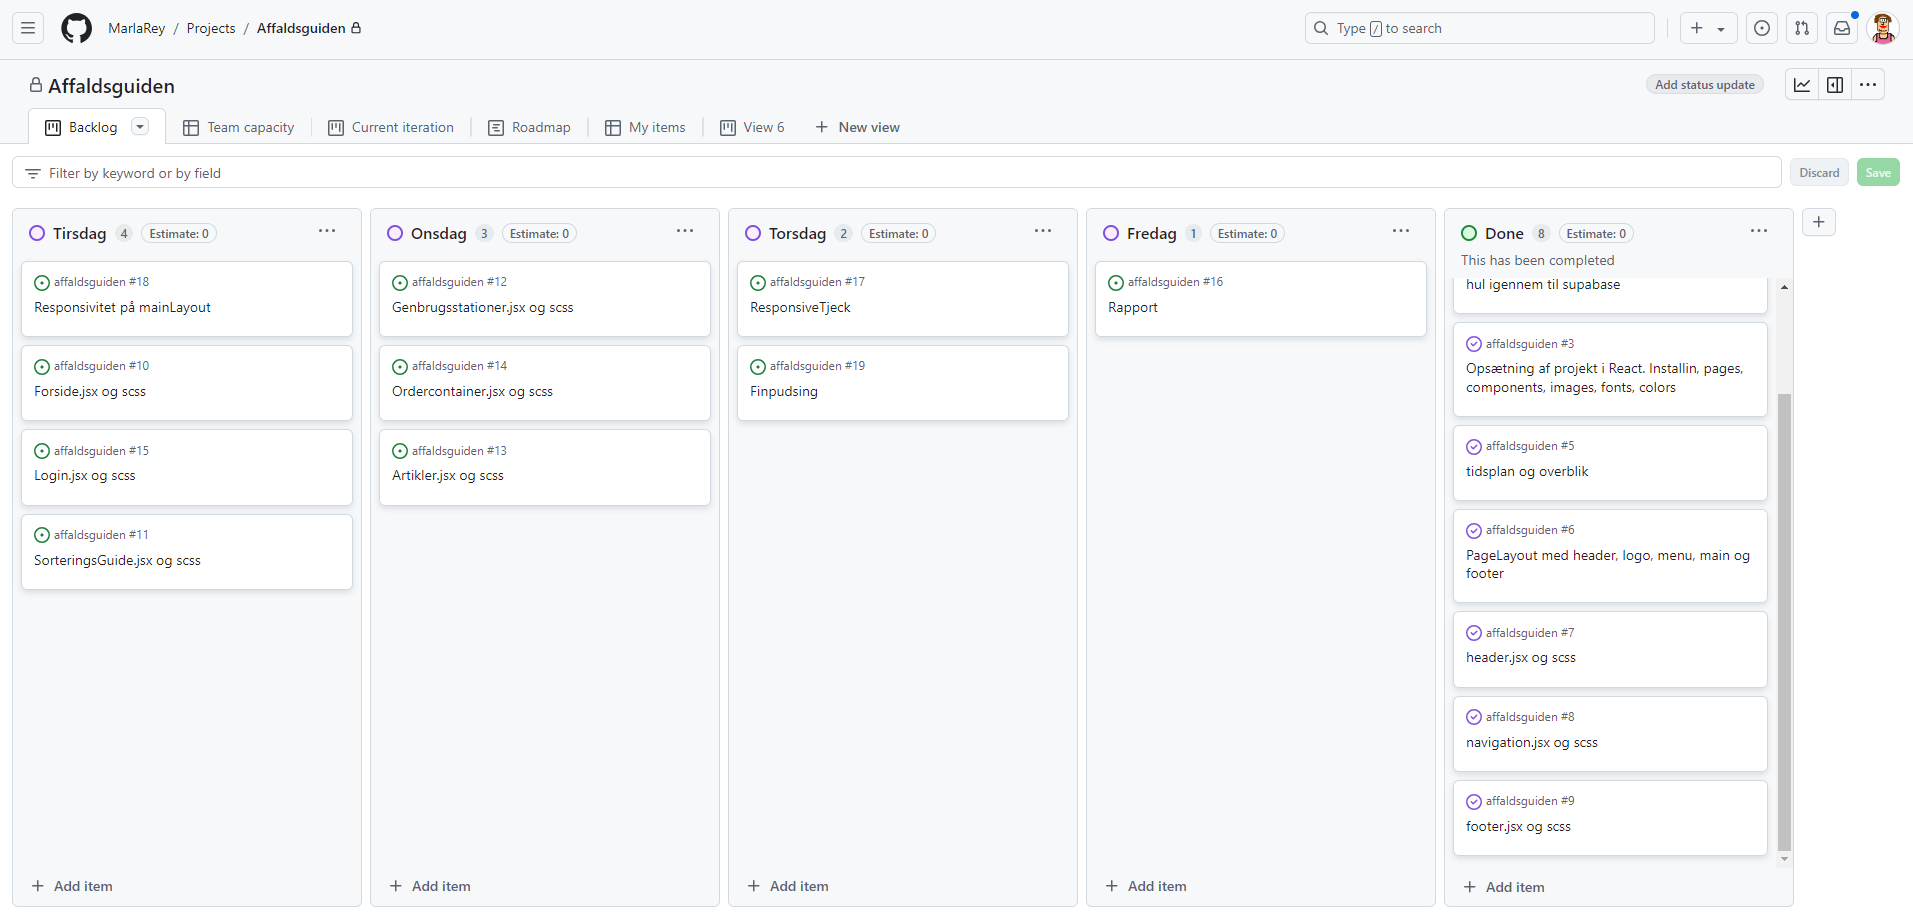 MarlaRey / Projects / Affaldsguiden
Type / to search
Affaldsguiden
Add status update
Backlog
Team capacity
Current iteration
Roadmap
My items
View 6
New view
Filter by keyword or by field
Discard
Save
Tirsdag 4 Estimate: 0
affaldsguiden #18
Responsivitet på mainLayout
affaldsguiden #10
Forside.jsx og scss
affaldsguiden #15
Login.jsx og scss
affaldsguiden #11
SorteringsGuide.jsx og scss
Add item
Onsdag 3 Estimate: 0
affaldsguiden #12
Genbrugsstationer.jsx og scss
affaldsguiden #14
Ordercontainer.jsx og scss
affaldsguiden #13
Artikler.jsx og scss
Add item
Torsdag 2 Estimate: 0
affaldsguiden #17
ResponsiveTjeck
affaldsguiden #19
Finpudsing
Add item
Fredag 1 Estimate: 0
affaldsguiden #16
Rapport
Add item
Done 8 Estimate: 0
This has been completed
hul igennem til supabase
affaldsguiden #3
Opsætning af projekt i React. Installin, pages,
components, images, fonts, colors
affaldsguiden #5
tidsplan og overblik
affaldsguiden #6
PageLayout med header, logo, menu, main og
footer
affaldsguiden #7
header.jsx og scss
affaldsguiden #8
navigation.jsx og scss
affaldsguiden #9
footer.jsx og scss
Add item